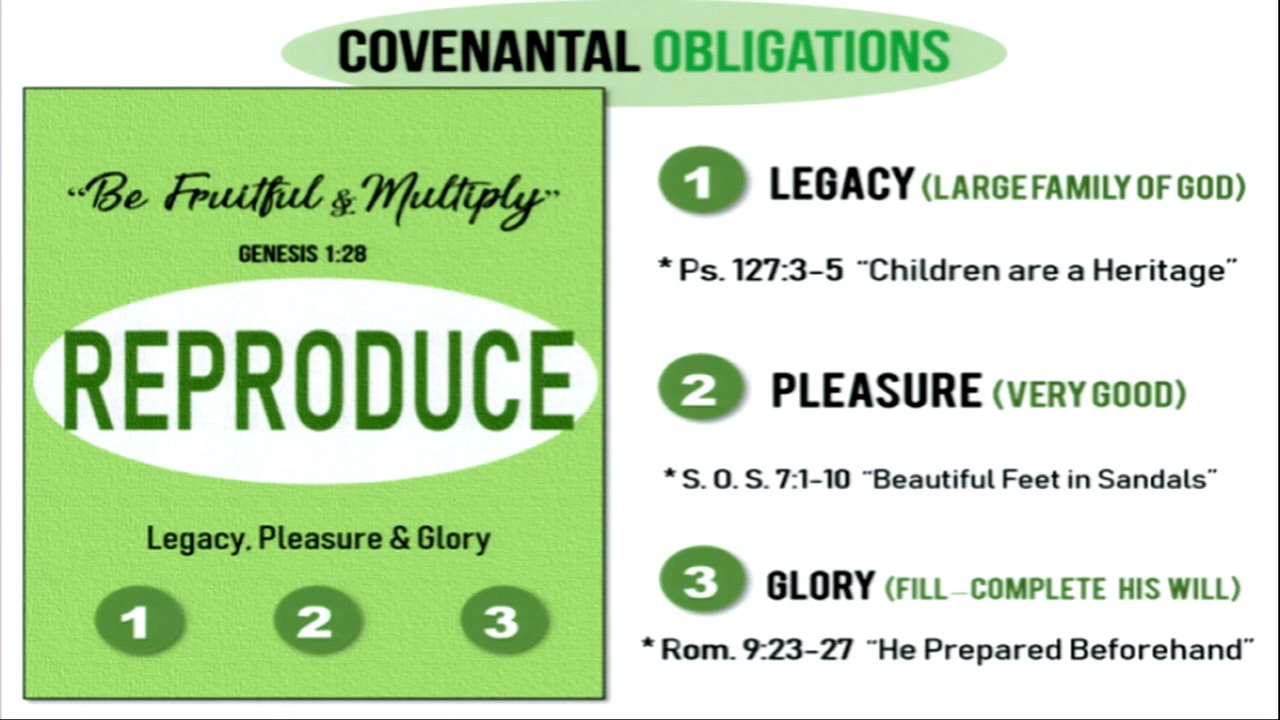 COVENANTAL OBLIGATIONS
“Be Fruitful & Multiply”
GENESIS 1:28
REPRODUCE
Legacy, Pleasure & Glory
1 2 3
1 LEGACY (LARGE FAMILY OF GOD)
* Ps. 127:3-5 “Children are a Heritage”
2 PLEASURE (VERY GOOD)
* S. O. S. 7:1-10 “Beautiful Feet in Sandals”
3 GLORY (FILL-COMPLETE HIS WILL)
* Rom. 9:23-27 “He Prepared Beforehand”